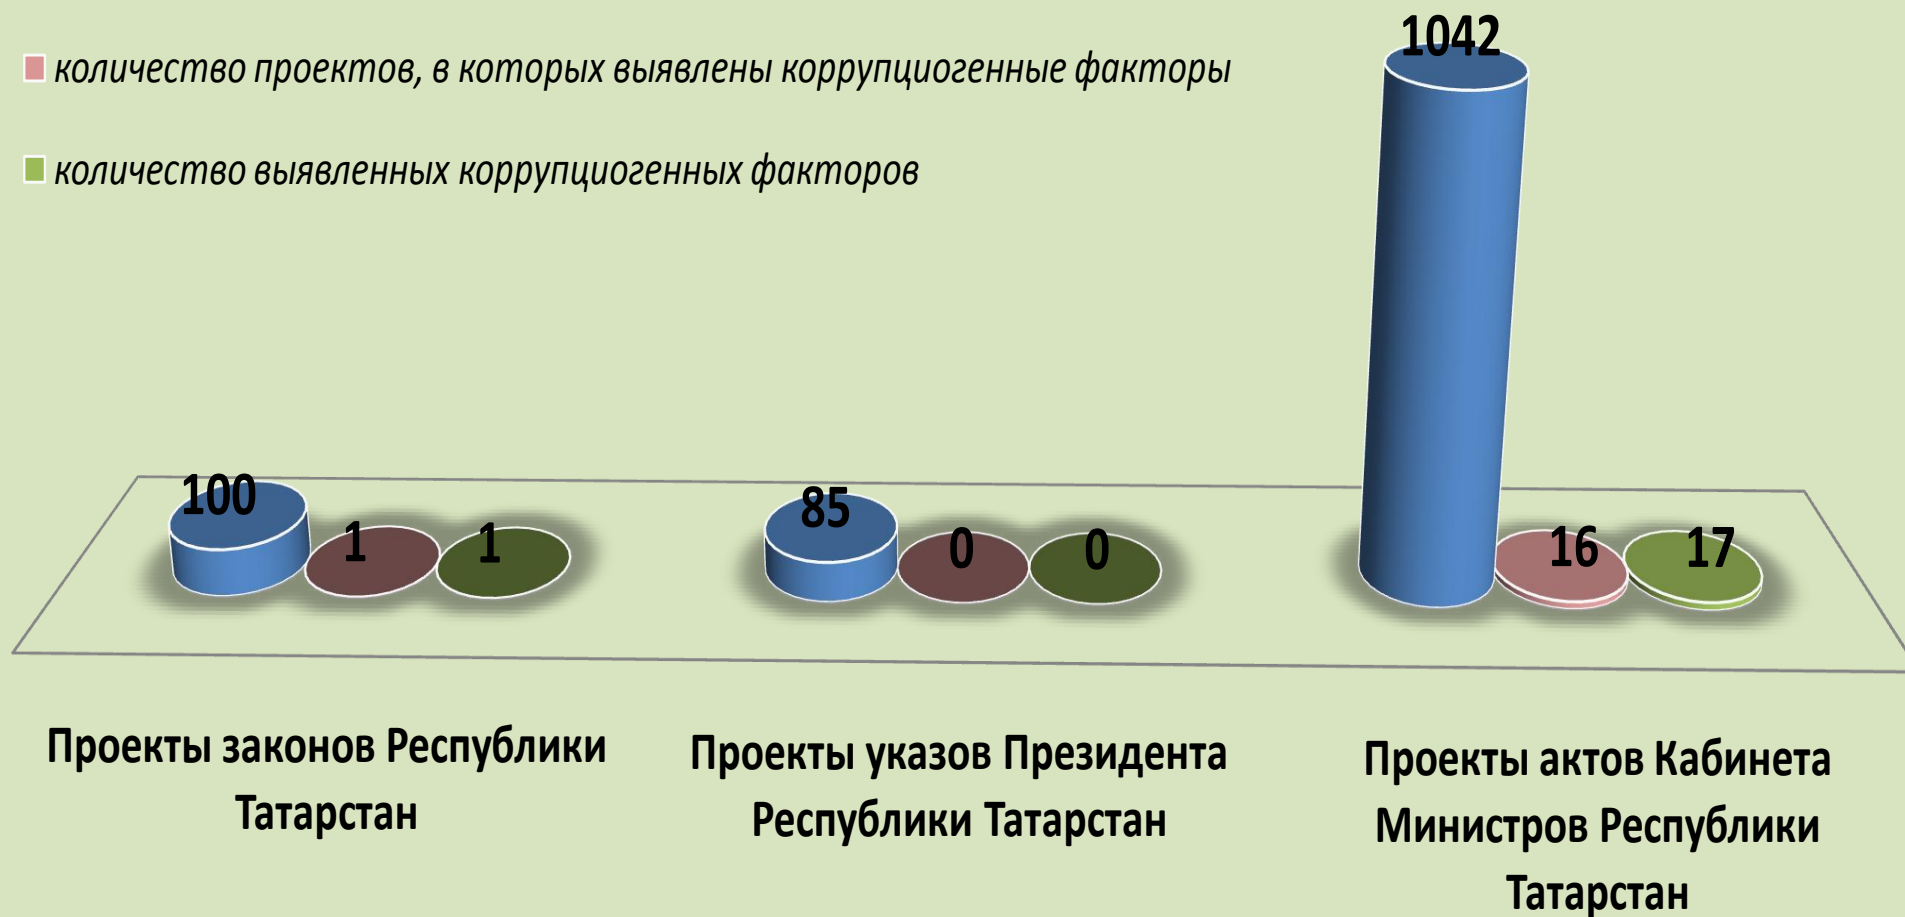 1042
количество проектов, в которых выявлены коррупциогенные факторы
количество выявленных коррупциогенных факторов
100
1
1
85
0
0
16
17
Проекты законов Республики
Татарстан
Проекты указов Президента
Республики Татарстан
Проекты актов Кабинета
Министров Республики
Татарстан